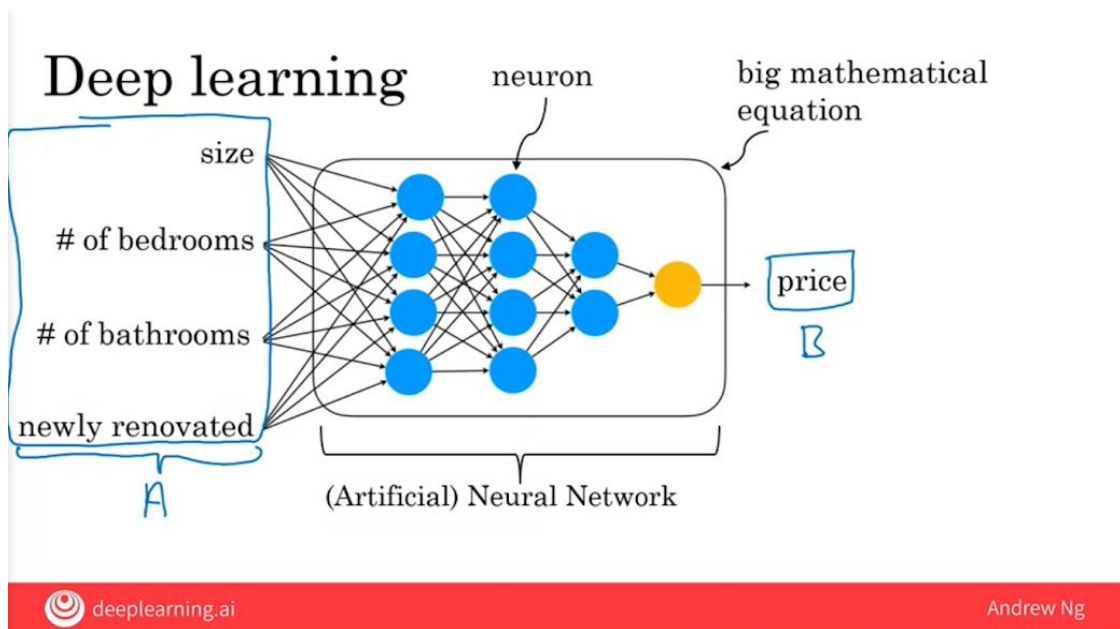 Deep learning
neuron
big mathematical
equation
size
# of bedrooms
# of bathrooms
newly renovated
A
price
B
(Artificial) Neural Network
deeplearning.ai
Andrew Ng